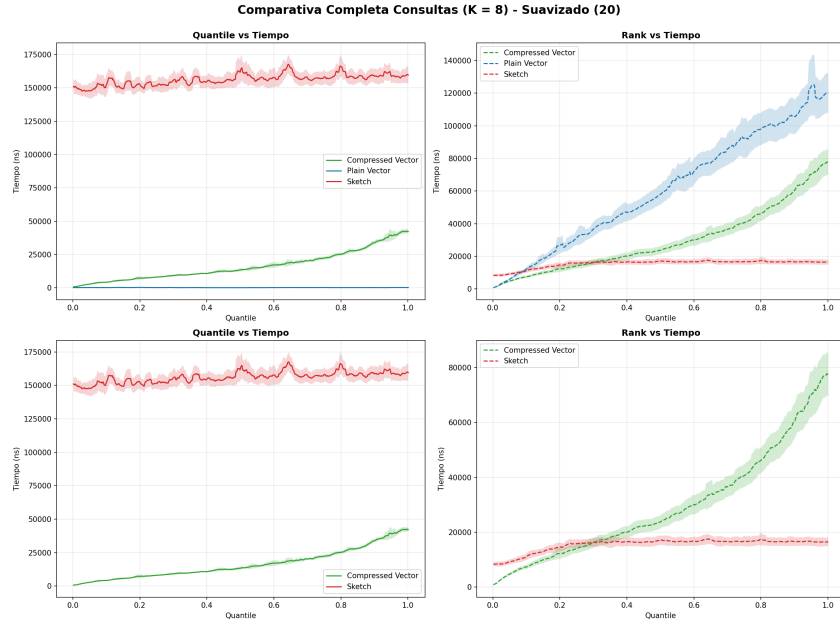 Comparativa Completa Consultas (K = 8) - Suavizado (20)
Quantile vs Tiempo
175000
150000
125000
100000
75000
50000
25000
0
Tiempo (ns)
Compressed Vector
Plain Vector
Sketch
0.0 0.2 0.4 0.6 0.8 1.0
Quantile
Rank vs Tiempo
140000
120000
100000
80000
60000
40000
20000
0
Tiempo (ns)
Compressed Vector
Plain Vector
Sketch
0.0 0.2 0.4 0.6 0.8 1.0
Quantile
Quantile vs Tiempo
175000
150000
125000
100000
75000
50000
25000
0
Tiempo (ns)
Compressed Vector
Sketch
0.0 0.2 0.4 0.6 0.8 1.0
Quantile
Rank vs Tiempo
80000
60000
40000
20000
0
Tiempo (ns)
Compressed Vector
Sketch
0.0 0.2 0.4 0.6 0.8 1.0
Quantile